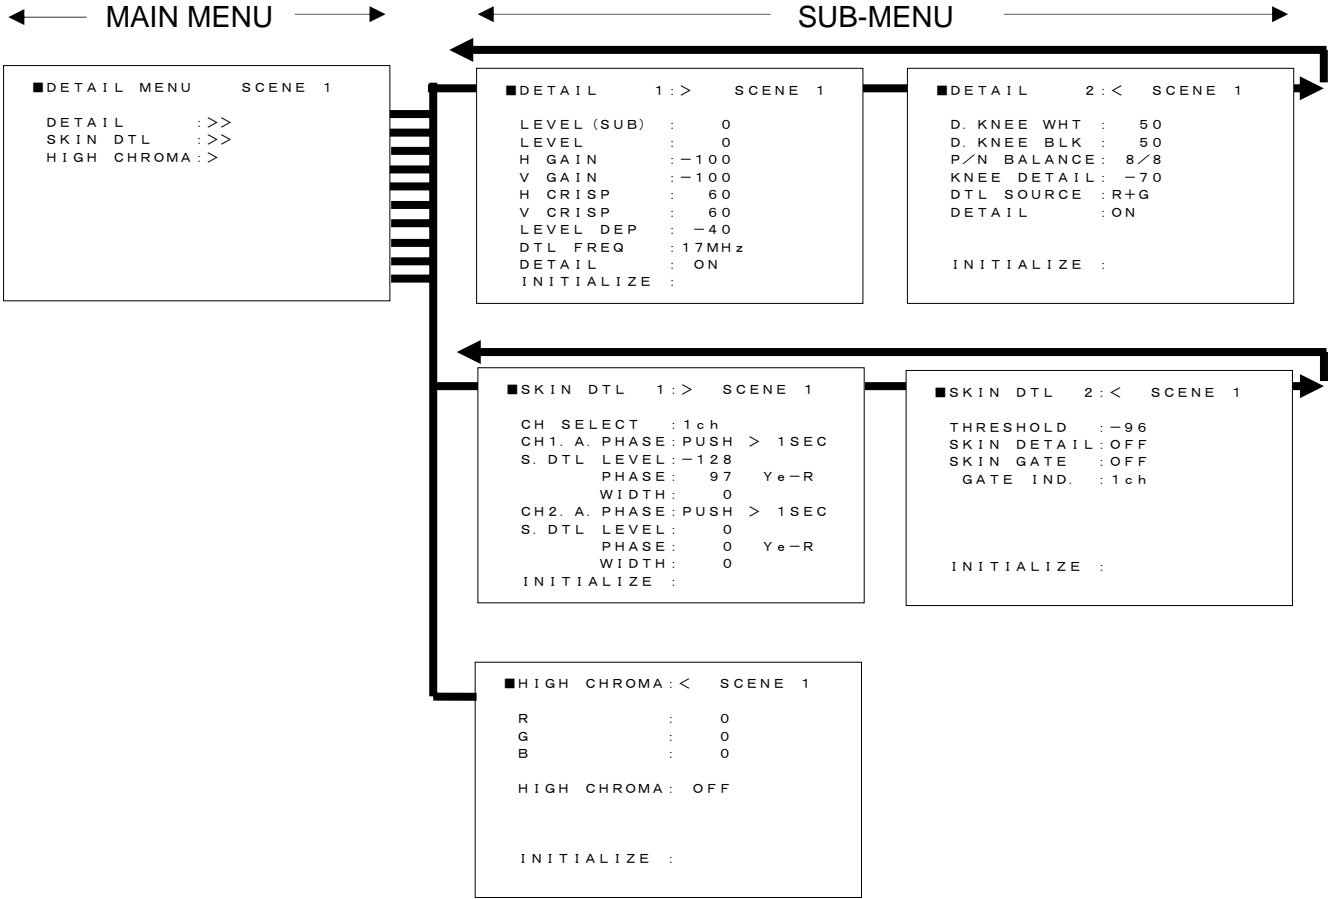 MAIN MENU
SUB-MENU
■DETAIL MENU SCENE 1
DETAIL :>>
SKIN DTL :>>
HIGH CHROMA:>
■DETAIL 1:> SCENE 1
LEVEL(SUB) : 0
LEVEL : 0
H GAIN :−100
V GAIN :−100
H CRISP : 60
V CRISP : 60
LEVEL DEP : −40
DTL FREQ :17MHz
DETAIL : ON
INITIALIZE :
■DETAIL 2:< SCENE 1
D. KNEE WHT : 50
D. KNEE BLK : 50
P/N BALANCE: 8/8
KNEE DETAIL: −70
DTL SOURCE :R+G
DETAIL :ON
INITIALIZE :
■SKIN DTL 1:> SCENE 1
CH SELECT :1ch
CH1. A. PHASE:PUSH > 1SEC
S. DTL LEVEL:−128
PHASE: 97 Ye−R
WIDTH: 0
CH2. A. PHASE:PUSH > 1SEC
S. DTL LEVEL: 0
PHASE: 0 Ye−R
WIDTH: 0
INITIALIZE :
■SKIN DTL 2:< SCENE 1
THRESHOLD :−96
SKIN DETAIL:OFF
SKIN GATE :OFF
GATE IND. :1ch
INITIALIZE :
■HIGH CHROMA:< SCENE 1
R : 0
G : 0
B : 0
HIGH CHROMA: OFF
INITIALIZE :